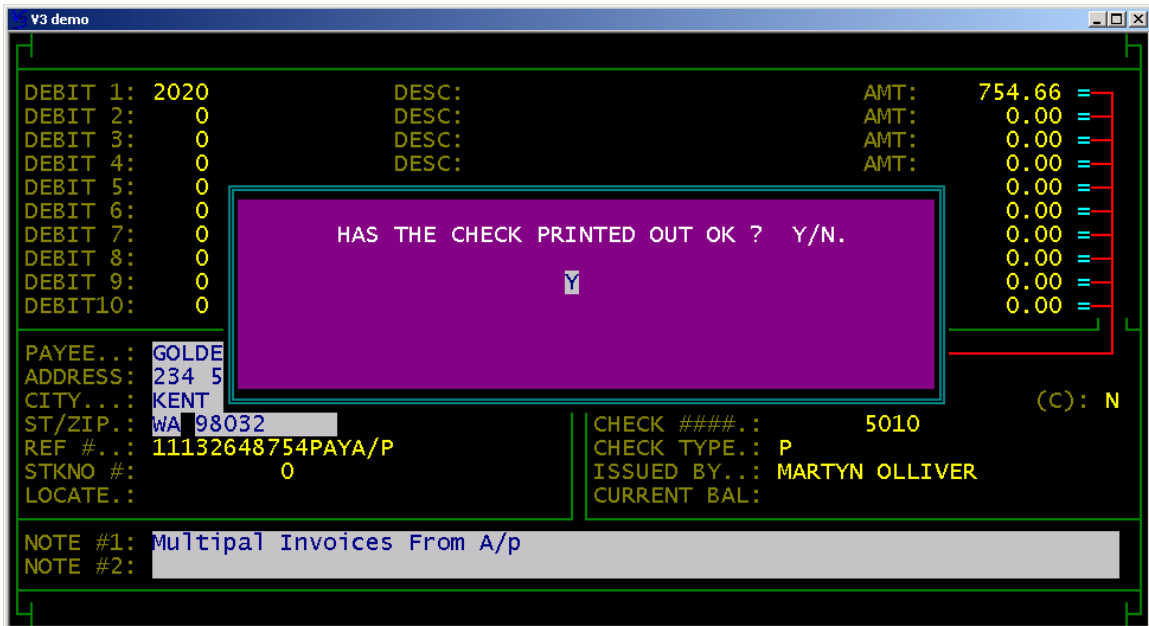 V3 demo
DEBIT 1: 2020 DESC: AMT: 754.66 =
DEBIT 2: 0 DESC: AMT: 0.00 =
DEBIT 3: 0 DESC: AMT: 0.00 =
DEBIT 4: 0 DESC: AMT: 0.00 =
DEBIT 5: 0 0.00 =
DEBIT 6: 0 0.00 =
DEBIT 7: 0 0.00 =
DEBIT 8: 0 0.00 =
DEBIT 9: 0 0.00 =
DEBIT10: 0 0.00 =
HAS THE CHECK PRINTED OUT OK ? Y/N.
Y
PAYEE..: GOLDE
ADDRESS: 234 5
CITY...: KENT (C): N
ST/ZIP.: WA 98032 CHECK ####.: 5010
REF #..: 11132648754PAYA/P CHECK TYPE.: P
STKNO #: 0 ISSUED BY..: MARTYN OLLIVER
LOCATE.: CURRENT BAL:
NOTE #1: Multipal Invoices From A/p
NOTE #2: